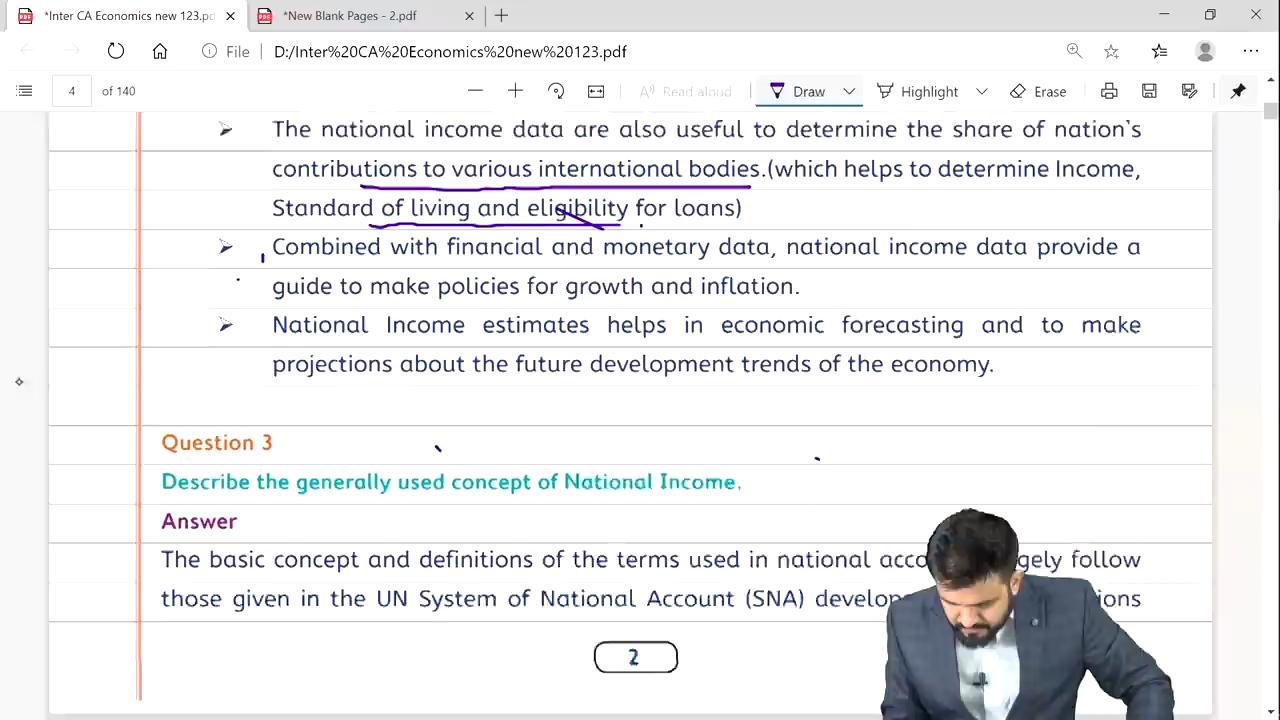 *Inter CA Economics new 123.pd
*New Blank Pages - 2.pdf
File
D:/Inter%20CA%20Economics%20new%20123.pdf
4
of 140
Read aloud
Draw
Highlight
Erase
The national income data are also useful to determine the share of nation's
contributions to various international bodies.(which helps to determine Income,
Standard of living and eligibility for loans)
Combined with financial and monetary data, national income data provide a
guide to make policies for growth and inflation.
National Income estimates helps in economic forecasting and to make
projections about the future development trends of the economy.
Question 3
Describe the generally used concept of National Income.
Answer
The basic concept and definitions of the terms used in national follow
those given in the UN System of National Account (SNA)
2